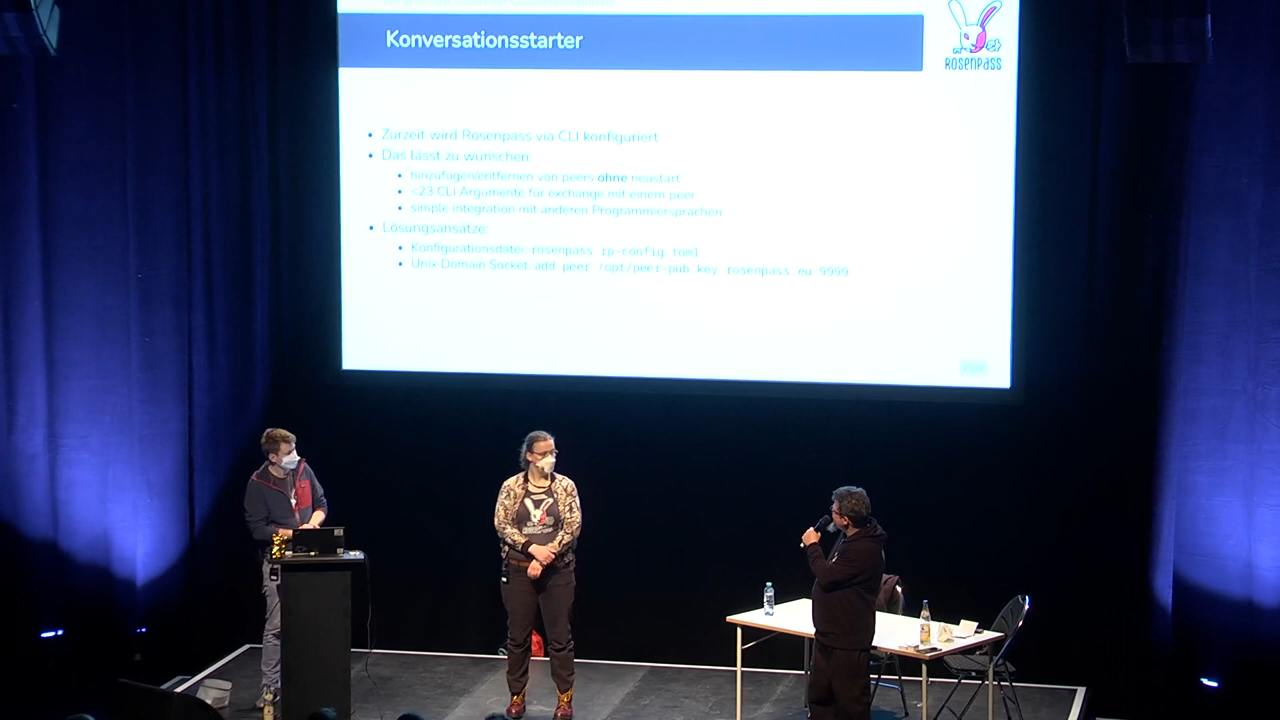 Konversationsstarter
ROSENPASS
Zurzeit wird Rosenpass via CLI konfiguriert
Das lässt zu wünschen:
hinzufügen/entfernen von peers ohne neustart
<23 CLI Argumente für exchange mit einem peer
simple integration mit anderen Programmiersprachen
Lösungsansätze:
Konfigurationsdatei: rosenpass rp-config.toml
Unix Domain Socket: add peer /opt/peer-pub.key rosenpass.eu:9999